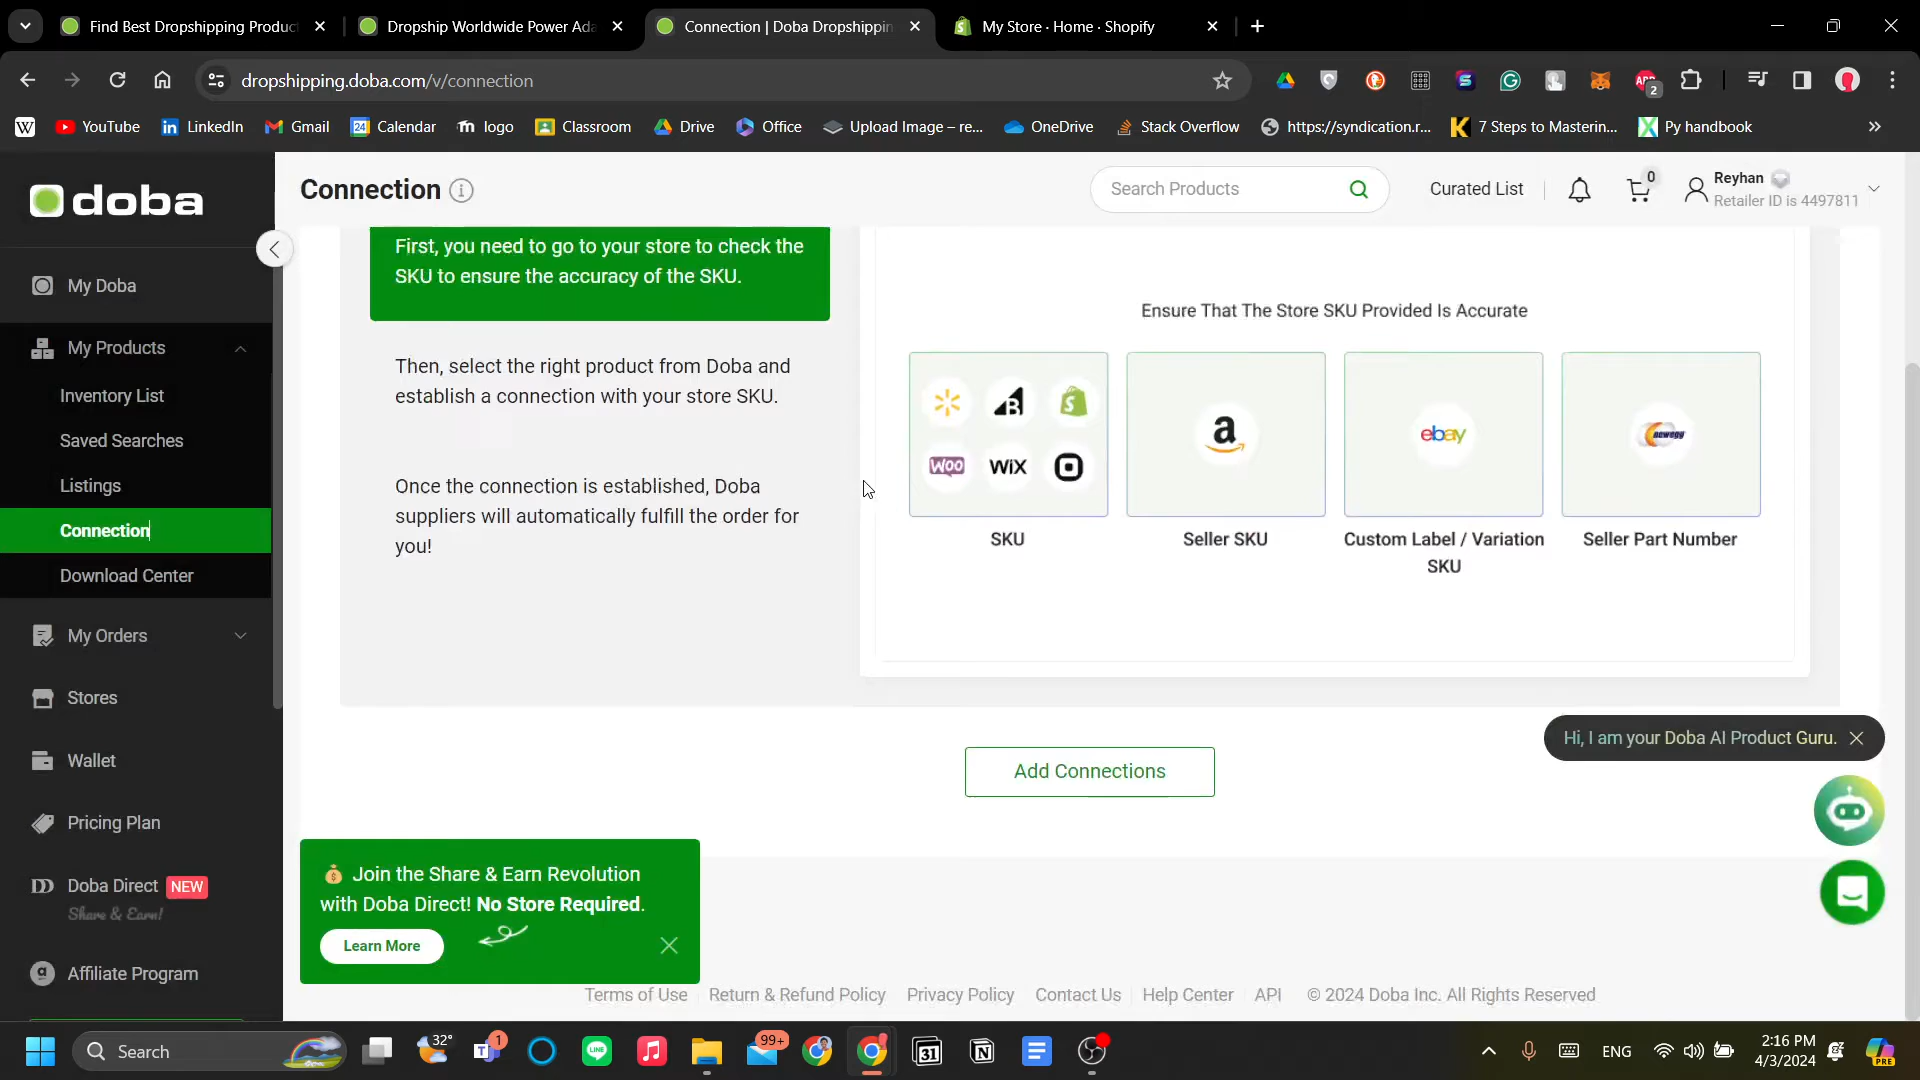 Find Best Dropshipping Product
Dropship Worldwide Power Ada
Connection | Doba Dropshippin
My Store · Home · Shopify
dropshipping.doba.com/v/connection
ABP
2
YouTube
LinkedIn
Gmail
24
Calendar
m logo
Classroom
Drive
Office
Upload Image – re...
OneDrive
Stack Overflow
https://syndication.r...
7 Steps to Masterin...
Py handbook
doba
Connection
Search Products
Curated List
0
Reyhan
Retailer ID is 4497811
My Doba
My Products
Inventory List
Saved Searches
Listings
Connection
Download Center
My Orders
Stores
Wallet
Pricing Plan
Doba Direct NEW
Share & Earn!
Affiliate Program
First, you need to go to your store to check the
SKU to ensure the accuracy of the SKU.
Then, select the right product from Doba and
establish a connection with your store SKU.
Once the connection is established, Doba
suppliers will automatically fulfill the order for
you!
Ensure That The Store SKU Provided Is Accurate
WOO
WiX
a
ebay
newegg
SKU
Seller SKU
Custom Label / Variation
SKU
Seller Part Number
Add Connections
Hi, I am your Doba AI Product Guru.
Join the Share & Earn Revolution
with Doba Direct! No Store Required.
Learn More
Terms of Use
Return & Refund Policy
Privacy Policy
Contact Us
Help Center
API
© 2024 Doba Inc. All Rights Reserved
Search
32°
1
LINE
99+
31
ENG
2:16 PM
4/3/2024
PRE